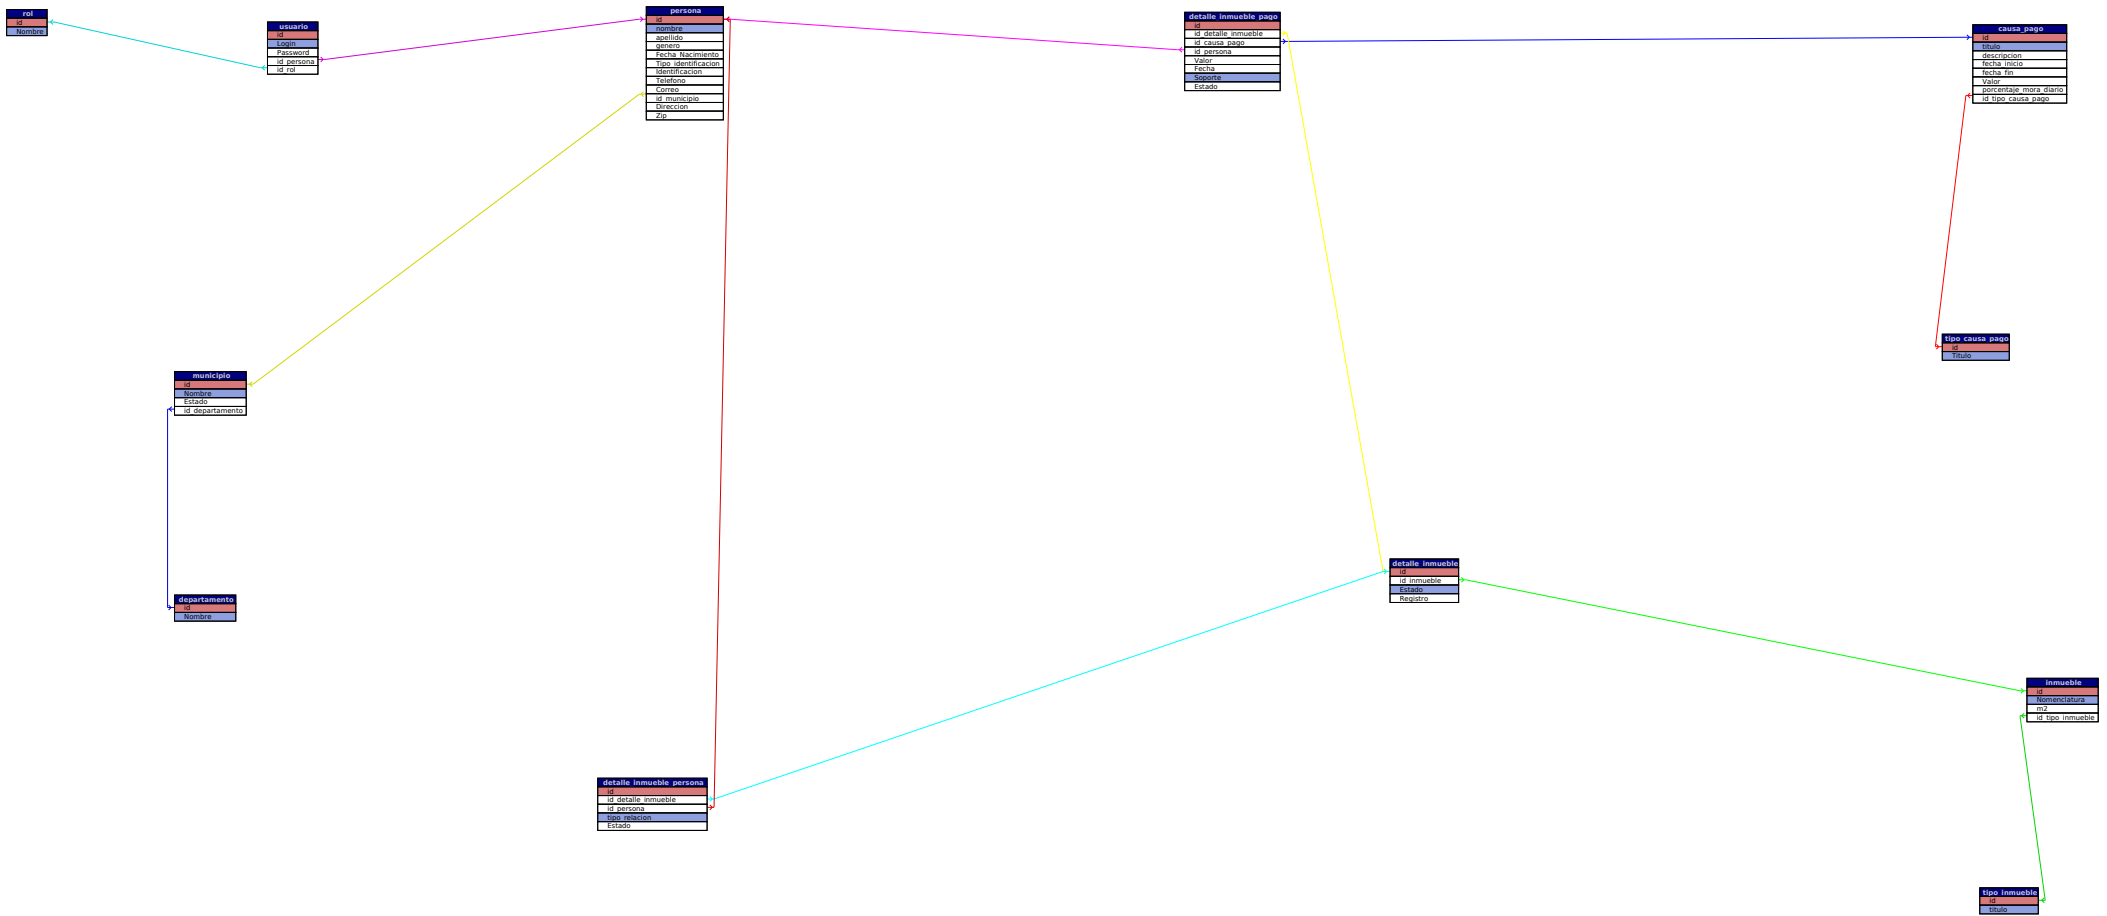 rol
id
Nombre
usuario
id
Login
Password
id_persona
id_rol
persona
id
nombre
apellido
genero
Fecha_Nacimiento
Tipo_identificacion
Identificacion
Telefono
Correo
id_municipio
Direccion
Zip
detalle_inmueble_pago
id
id_detalle_inmueble
id_causa_pago
id_persona
Valor
Fecha
Soporte
Estado
causa_pago
id
titulo
descripcion
fecha_inicio
fecha_fin
Valor
porcentaje_mora_diario
id_tipo_causa_pago
tipo_causa_pago
id
Titulo
municipio
id
Nombre
Estado
id_departamento
departamento
id
Nombre
detalle_inmueble
id
id_inmueble
Estado
Registro
inmueble
id
Nomenclatura
m2
id_tipo_inmueble
detalle_inmueble_persona
id
id_detalle_inmueble
id_persona
tipo_relacion
Estado
tipo_inmueble
id
titulo